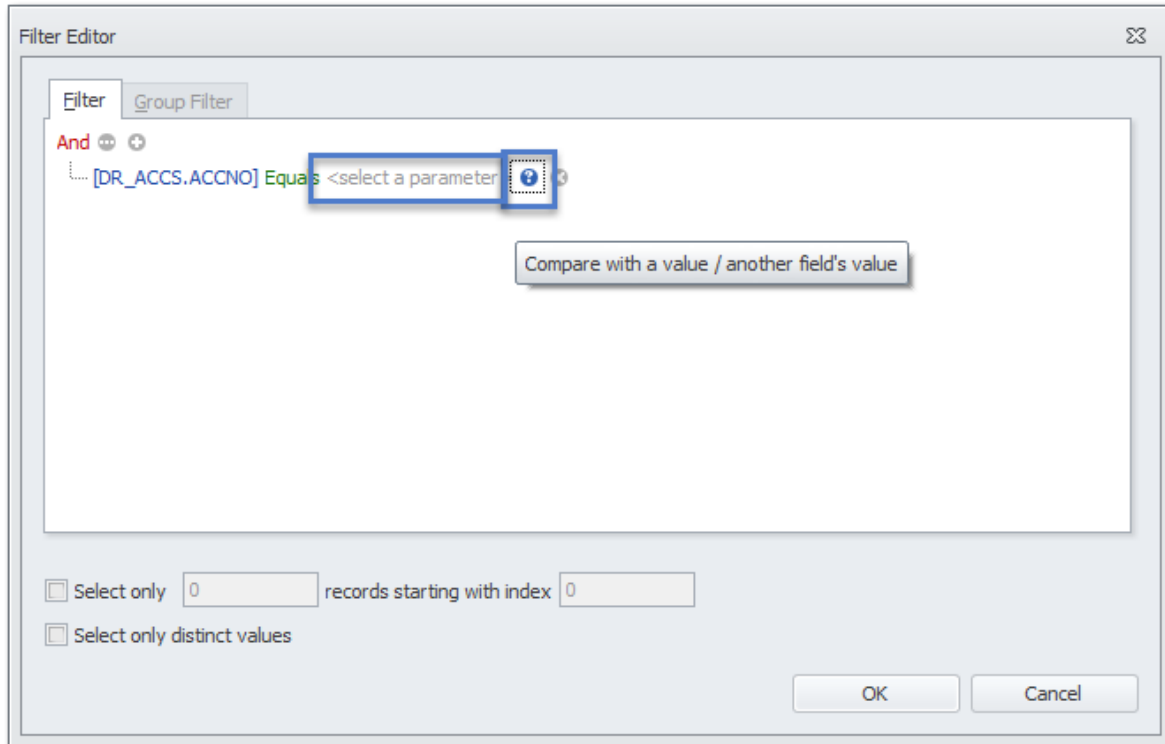 Filter Editor
Filter Group Filter
And
[DR_ACCS.ACCNO] Equals <select a parameter
Compare with a value / another field's value
Select only 0 records starting with index 0
Select only distinct values
OK Cancel